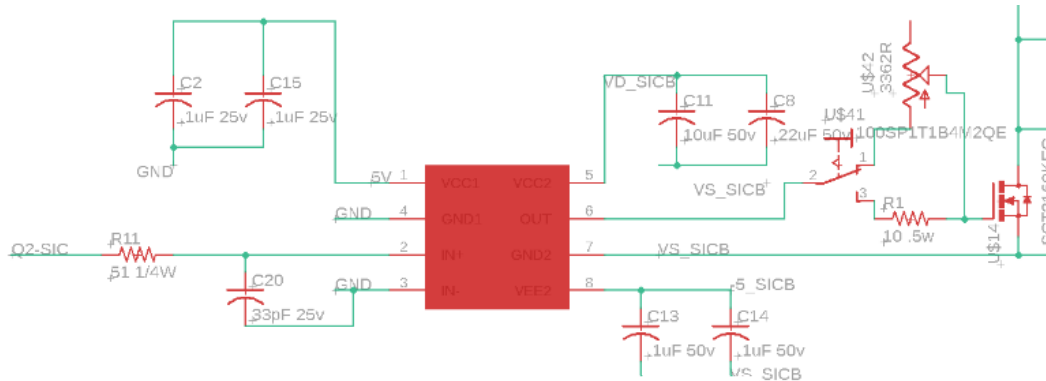 C2
1uF 25v
C15
1uF 25v
GND
VD_SICB
C11
10uF 50v
C8
22uF 50v
U$41
100SP1T1B4M2QE
U$42
3362R
1
2
3
VS_SICB
R1
10 .5w
U$14
5V
1
VCC1
VCC2
5
GND
4
GND1
OUT
6
Q2-SIC
R11
51 1/4W
2
IN+
GND2
7
VS_SICB
C20
33pF 25v
GND
3
IN-
VEE2
8
-5_SICB
C13
1uF 50v
C14
1uF 50v
VS_SICB